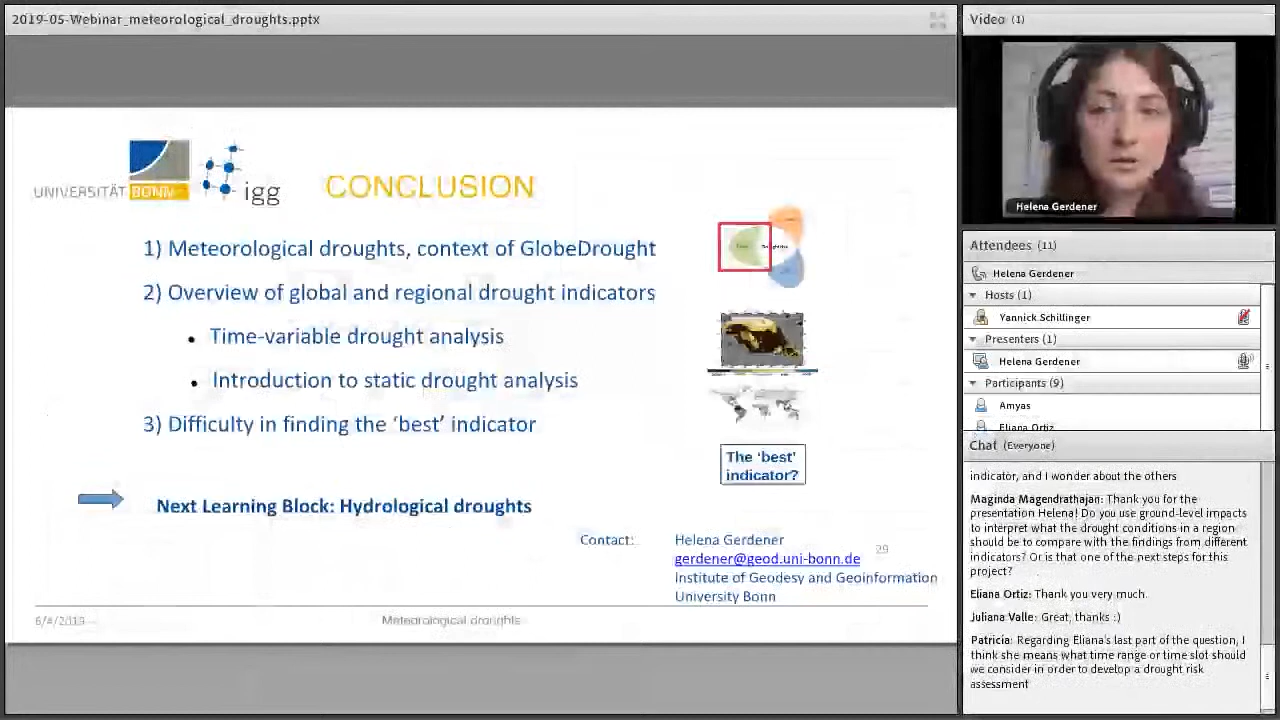 2019-05-Webinar_meteorological_droughts.pptx
UNIVERSITÄT BONN
igg
CONCLUSION
1) Meteorological droughts, context of GlobeDrought
2) Overview of global and regional drought indicators
• Time-variable drought analysis
• Introduction to static drought analysis
3) Difficulty in finding the ‘best’ indicator
The ‘best’
indicator?
Next Learning Block: Hydrological droughts
Contact: Helena Gerdener
gerdener@geod.uni-bonn.de
29
Institute of Geodesy and Geoinformation
University Bonn
6/4/2019
Meteorological droughts
Video (1)
Helena Gerdener
Attendees (11)
Helena Gerdener
Hosts (1)
Yannick Schillinger
Presenters (1)
Helena Gerdener
Participants (9)
Amyas
Eliana Ortiz
Chat (Everyone)
indicator, and I wonder about the others
Maginda Magendrathajan: Thank you for the
presentation Helena! Do you use ground-level impacts
to interpret what the drought conditions in a region
should be to compare with the findings from different
indicators? Or is that one of the next steps for this
project?
Eliana Ortiz: Thank you very much.
Juliana Valle: Great, thanks :)
Patricia: Regarding Eliana's last part of the question, I
think she means what time range or time slot should
we consider in order to develop a drought risk
assessment